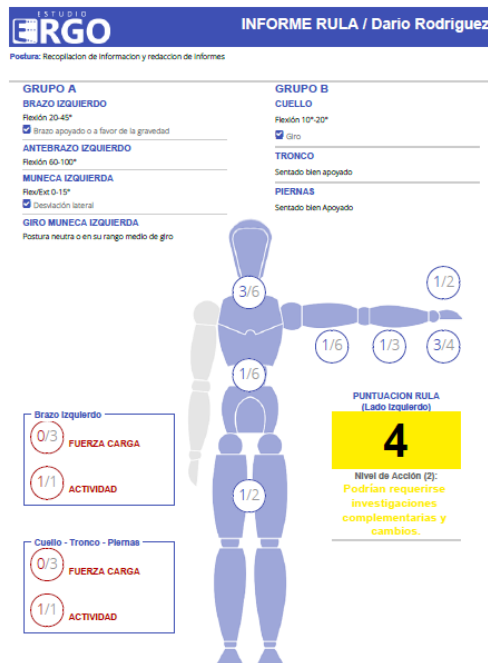 ESTUDIO
ERGO
INFORME RULA / Dario Rodriguez
Postura: Recopilacion de informacion y redaccion de informes
GRUPO A
BRAZO IZQUIERDO
Flexión 20-45°
Brazo apoyado o a favor de la gravedad
ANTEBRAZO IZQUIERDO
Flexión 60-100°
MUNECA IZQUIERDA
Flex/Ext 0-15°
Desviación lateral
GIRO MUNECA IZQUIERDA
Postura neutra o en su rango medio de giro
GRUPO B
CUELLO
Flexión 10°-20°
Giro
TRONCO
Sentado bien apoyado
PIERNAS
Sentado bien Apoyado
3/6
1/2
1/6
1/3
3/4
1/6
1/2
Brazo Izquierdo
0/3 FUERZA CARGA
1/1 ACTIVIDAD
Cuello - Tronco - Piernas
0/3 FUERZA CARGA
1/1 ACTIVIDAD
PUNTUACION RULA
(Lado Izquierdo)
4
Nivel de Acción (2):
Podrían requerirse
investigaciones
complementarias y
cambios.